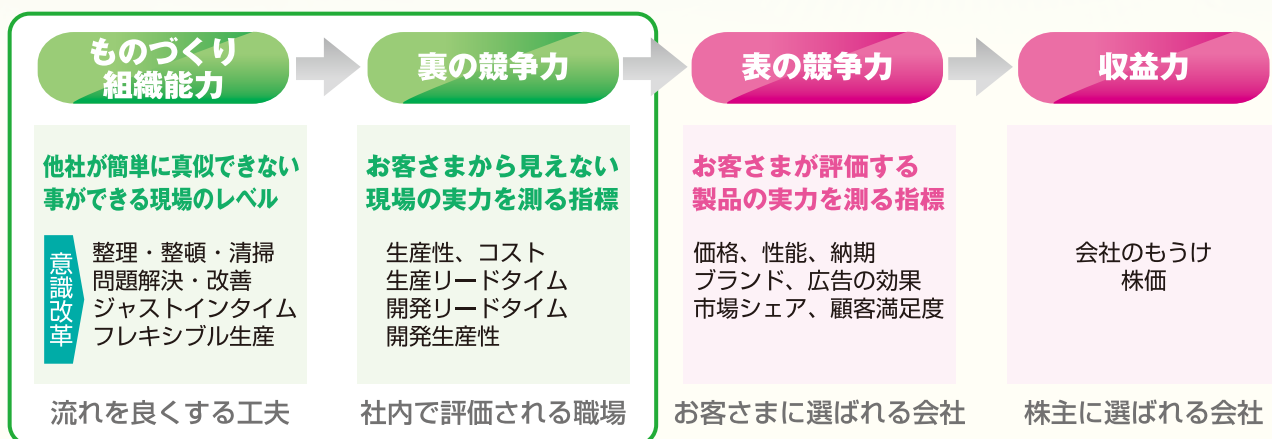 ものづくり
組織能力
裏の競争力
表の競争力
収益力
他社が簡単に真似できない
事ができる現場のレベル
意識改革
整理・整頓・清掃
問題解決・改善
ジャストインタイム
フレキシブル生産
流れを良くする工夫
お客さまから見えない
現場の実力を測る指標
生産性、コスト
生産リードタイム
開発リードタイム
開発生産性
社内で評価される職場
お客さまが評価する
製品の実力を測る指標
価格、性能、納期
ブランド、広告の効果
市場シェア、顧客満足度
お客さまに選ばれる会社
会社のもうけ
株価
株主に選ばれる会社